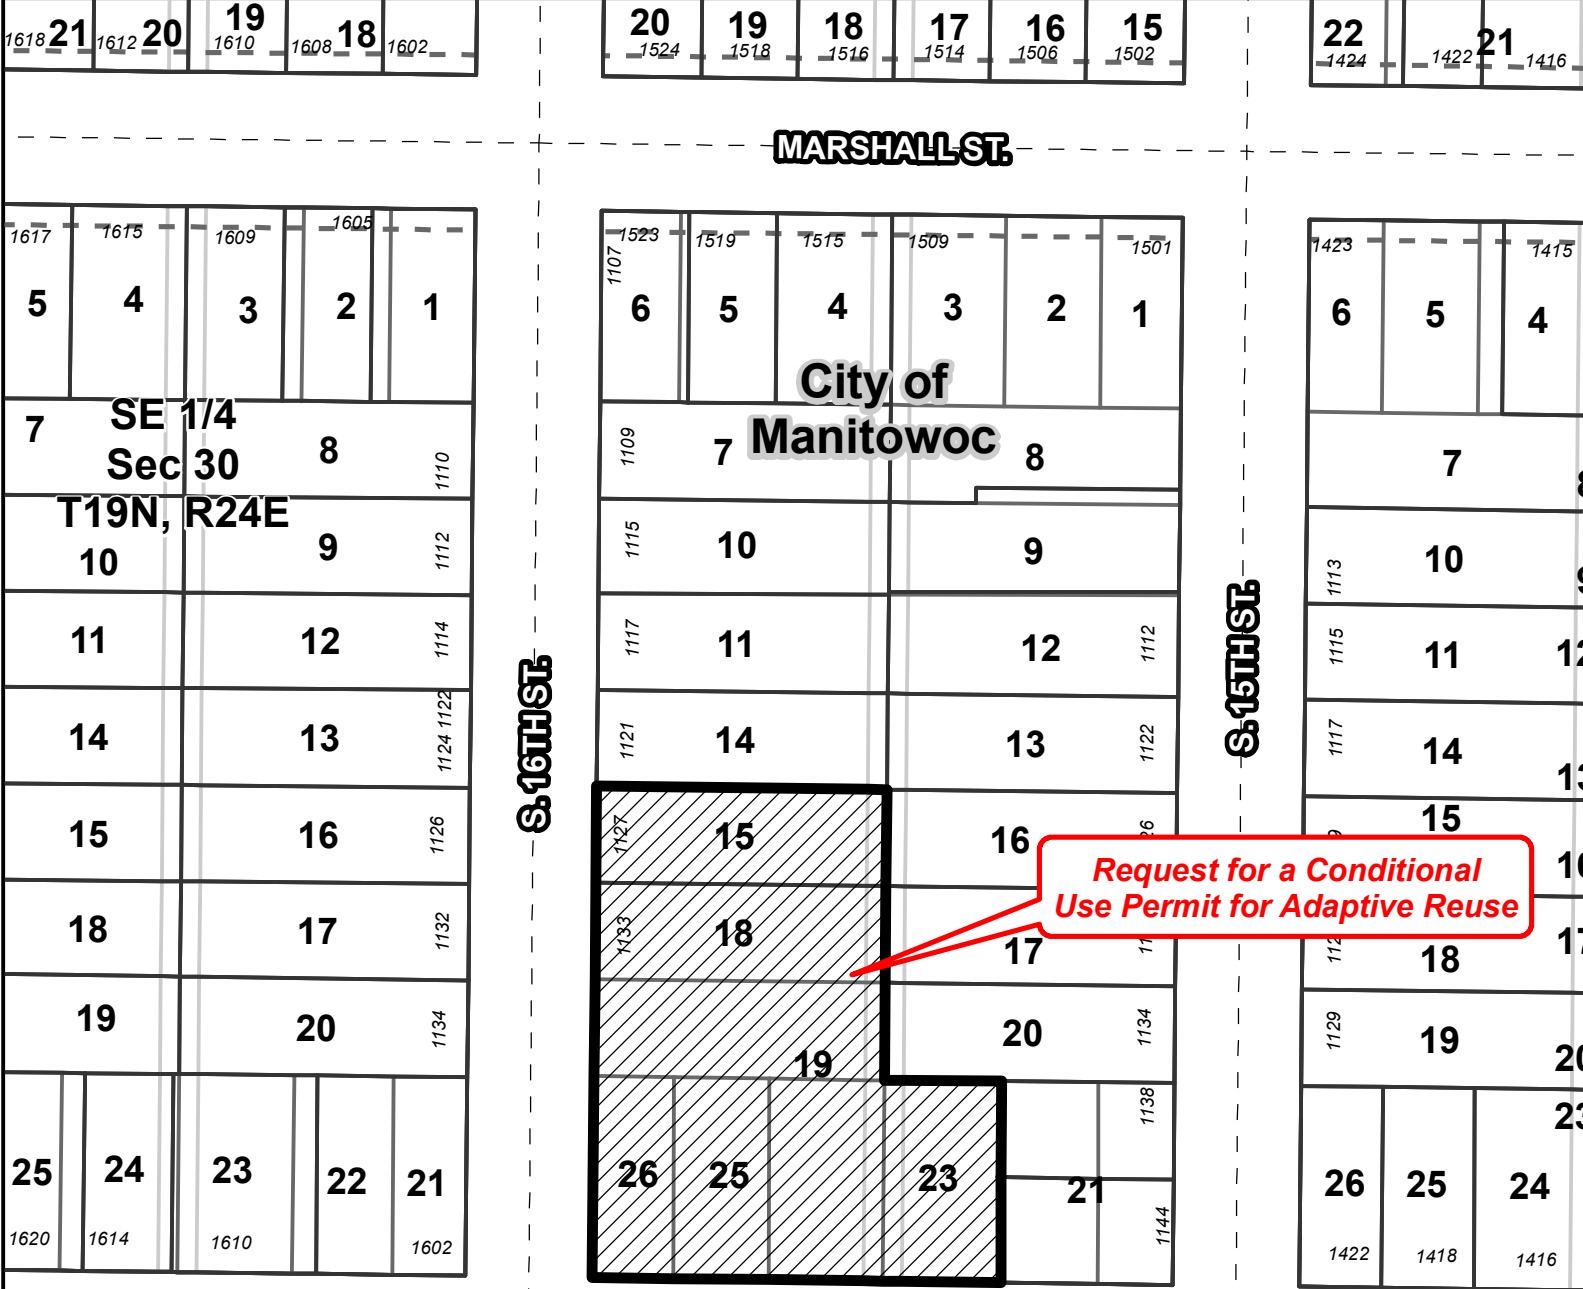 21 20 19 18
1618 1612 1610 1608 1602
20 19 18 17 16 15
1524 1518 1516 1514 1506 1502
22 21
1424 1422 1416
MARSHALL ST.
1617 1615 1609 1605
5 4 3 2 1
1523 1519 1515 1509 1501
1107
6 5 4 3 2 1
1423 1415
6 5 4
City of
Manitowoc
SE 1/4
Sec 30
T19N, R24E
7 8 1110
10 9 1112
11 12 1114
14 13 1124 1122
15 16 1126
18 17 1132
19 20 1134
25 24 23 22 21
1620 1614 1610 1602
S. 16TH ST.
1109 7 8
1115 10 9
1117 11 12 1112
1121 14 13 1122
1127 15 16
1133 18 17
19 20 1134
26 25 23 21 1138
1144
S. 15TH ST.
Request for a Conditional
Use Permit for Adaptive Reuse
7
1113 10
1115 11 12
1117 14 13
15 16
18 17
1129 19 20
23
26 25 24
1422 1418 1416